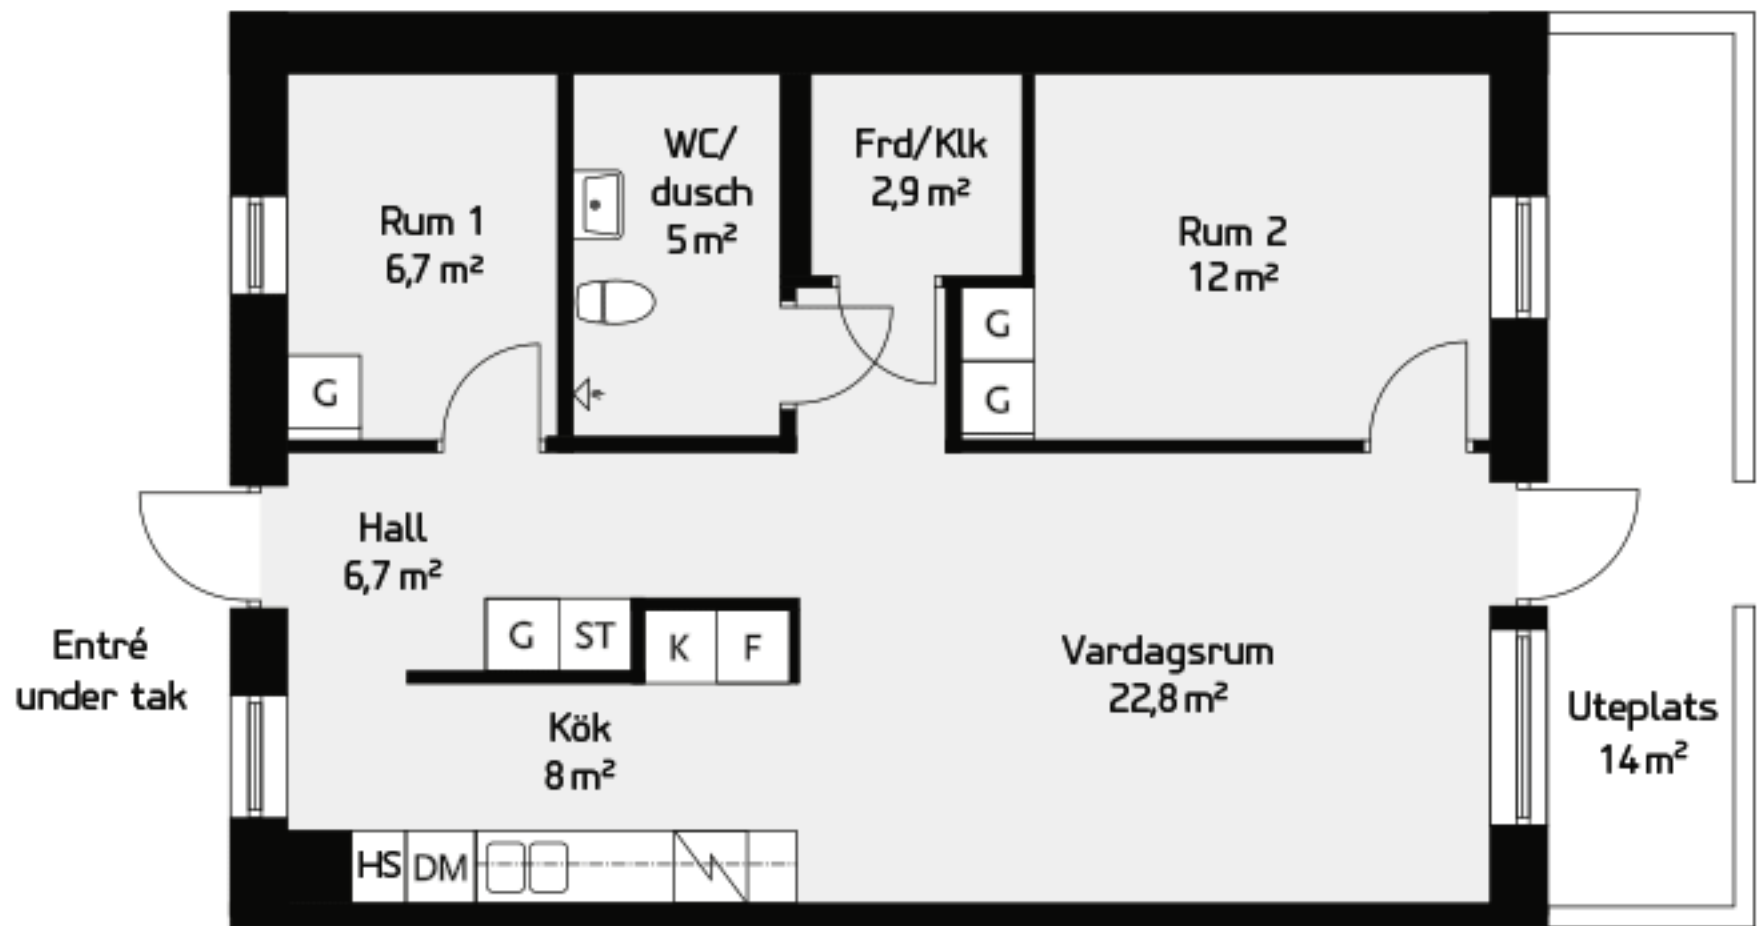 Rum 1
6,7 m²
WC/
dusch
5 m²
Frd/Klk
2,9 m²
Rum 2
12 m²
G
G
G
Hall
6,7 m²
Entré
under tak
G
ST
K
F
Kök
8 m²
Vardagsrum
22,8 m²
Uteplats
14 m²
HS
DM